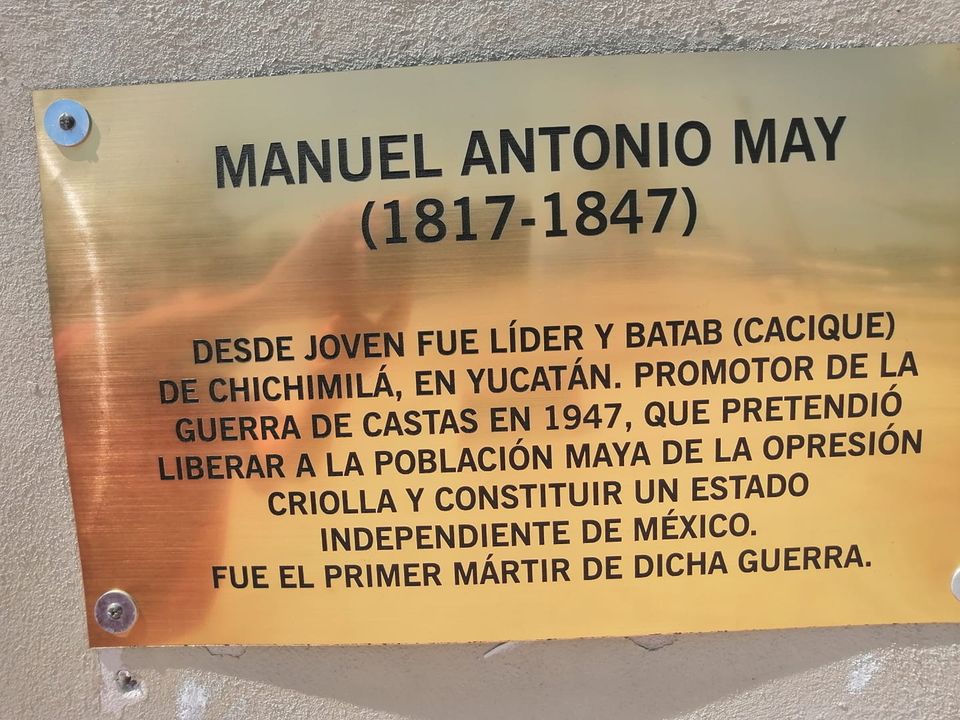 MANUEL ANTONIO MAY
(1817-1847)
DESDE JOVEN FUE LÍDER Y BATAB (CACIQUE)
DE CHICHIMILÁ, EN YUCATÁN. PROMOTOR DE LA
GUERRA DE CASTAS EN 1947, QUE PRETENDIÓ
LIBERAR A LA POBLACIÓN MAYA DE LA OPRESIÓN
CRIOLLA Y CONSTITUIR UN ESTADO
INDEPENDIENTE DE MÉXICO.
FUE EL PRIMER MÁRTIR DE DICHA GUERRA.